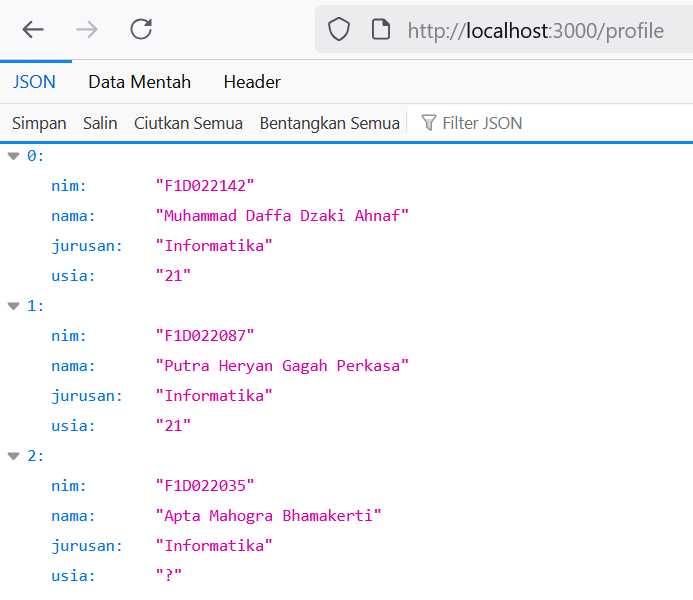 http://localhost:3000/profile
JSON Data Mentah Header
Simpan Salin Ciutkan Semua Bentangkan Semua Filter JSON
0:
nim: "F1D022142"
nama: "Muhammad Daffa Dzaki Ahnaf"
jurusan: "Informatika"
usia: "21"
1:
nim: "F1D022087"
nama: "Putra Heryan Gagah Perkasa"
jurusan: "Informatika"
usia: "21"
2:
nim: "F1D022035"
nama: "Apta Mahogra Bhamakerti"
jurusan: "Informatika"
usia: "?"